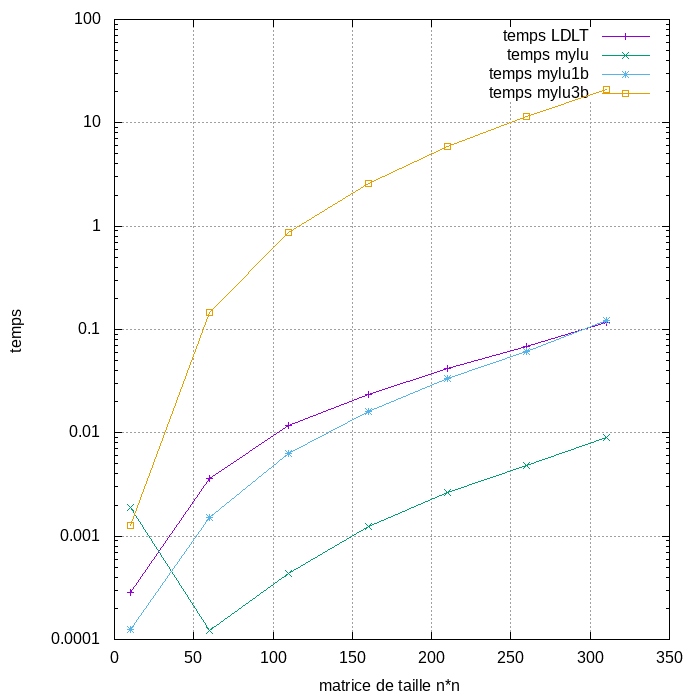 100
10
1
0.1
0.01
0.001
0.0001
temps
temps LDLT
temps mylu
temps mylu1b
temps mylu3b
0 50 100 150 200 250 300 350
matrice de taille n*n